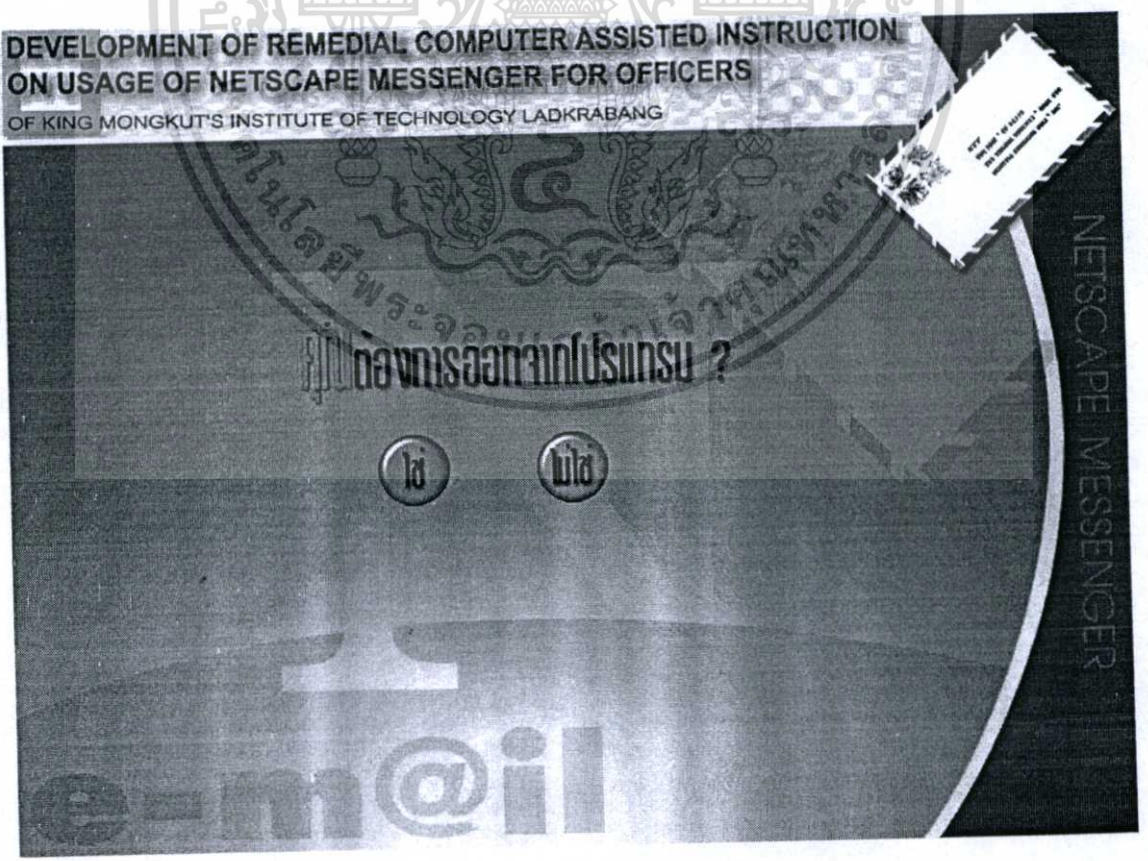 DEVELOPMENT OF REMEDIAL COMPUTER ASSISTED INSTRUCTION
ON USAGE OF NETSCAPE MESSENGER FOR OFFICERS
OF KING MONGKUT'S INSTITUTE OF TECHNOLOGY LADKRABANG
คุณต้องการออกจากโปรแกรม ?
ใช่
ไม่ใช่
NETSCAPE MESSENGER
e-m@il